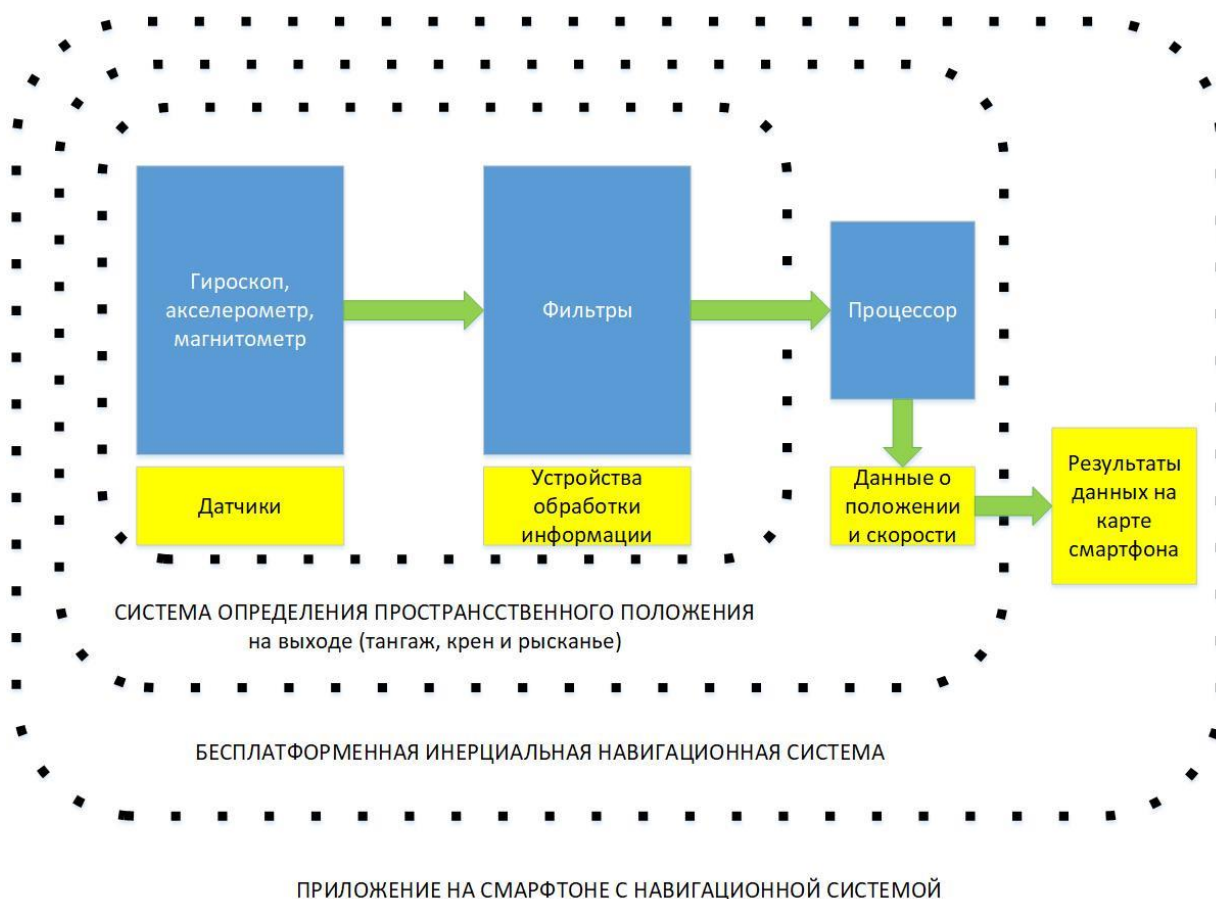 Гироскоп,
акселерометр,
магнитометр
Фильтры
Процессор
Датчики
Устройства
обработки
информации
Данные о
положении
и скорости
Результаты
данных на
карте
смартфона
СИСТЕМА ОПРЕДЕЛЕНИЯ ПРОСТРАНССТВЕННОГО ПОЛОЖЕНИЯ
на выходе (тангаж, крен и рысканье)
БЕСПЛАТФОРМЕННАЯ ИНЕРЦИАЛЬНАЯ НАВИГАЦИОННАЯ СИСТЕМА
ПРИЛОЖЕНИЕ НА СМАРФТОНЕ С НАВИГАЦИОННОЙ СИСТЕМОЙ